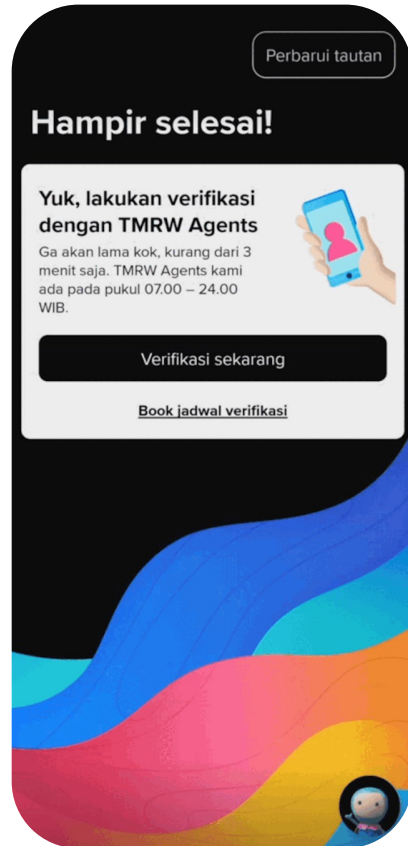 Perbarui tautan
Hampir selesai!
Yuk, lakukan verifikasi
dengan TMRW Agents
Ga akan lama kok, kurang dari 3
menit saja. TMRW Agents kami
ada pada pukul 07.00 – 24.00
WIB.
Verifikasi sekarang
Book jadwal verifikasi